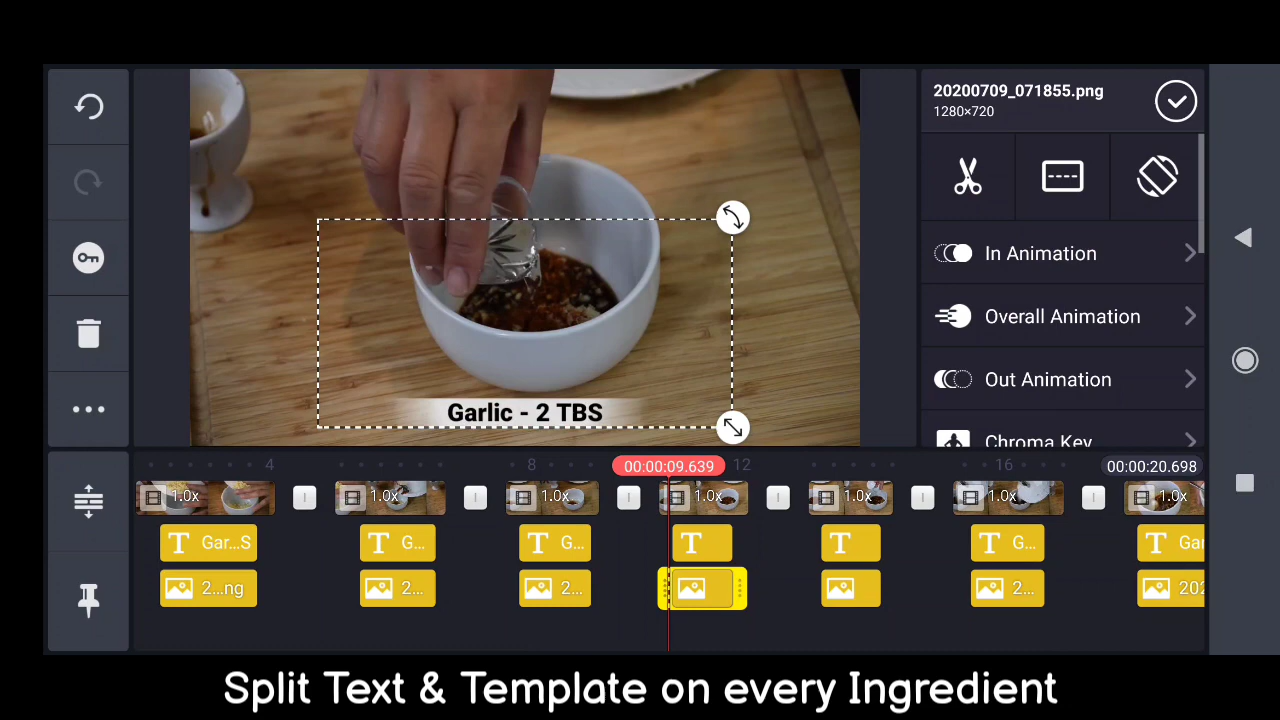 20200709_071855.png
1280×720
In Animation
Overall Animation
Out Animation
Chroma Key
Garlic - 2 TBS
4
8
00:00:09.639
12
16
00:00:20.698
1.0x
1.0x
1.0x
1.0x
1.0x
1.0x
1.0x
T Gar...S
T G...
T G...
T
T
T G...
T Gar
2...ng
2...
2...
2...
202
Split Text & Template on every Ingredient